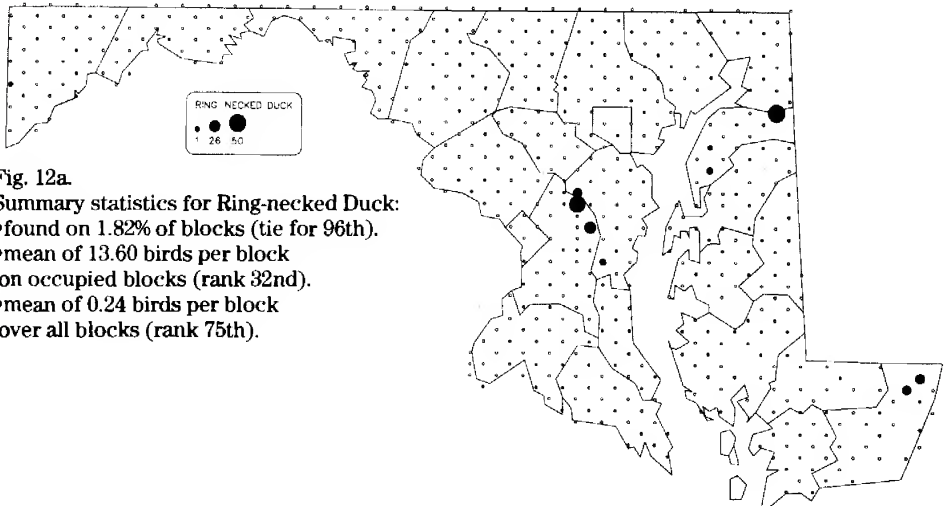 RING NECKED DUCK
1 26 50
Fig. 12a.
Summary statistics for Ring-necked Duck:
•found on 1.82% of blocks (tie for 96th).
•mean of 13.60 birds per block
on occupied blocks (rank 32nd).
•mean of 0.24 birds per block
over all blocks (rank 75th).